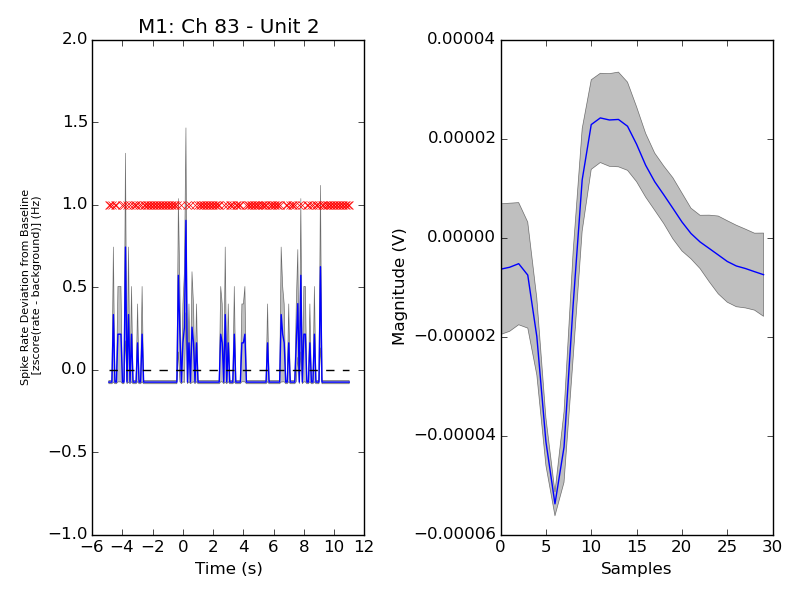 M1: Ch 83 - Unit 2
2.0
1.5
1.0
0.5
0.0
−0.5
−1.0
−6 −4 −2 0 2 4 6 8 10 12
Time (s)
Spike Rate Deviation from Baseline
[zscore(rate - background)] (Hz)
0.00004
0.00002
0.00000
−0.00002
−0.00004
−0.00006
0 5 10 15 20 25 30
Samples
Magnitude (V)